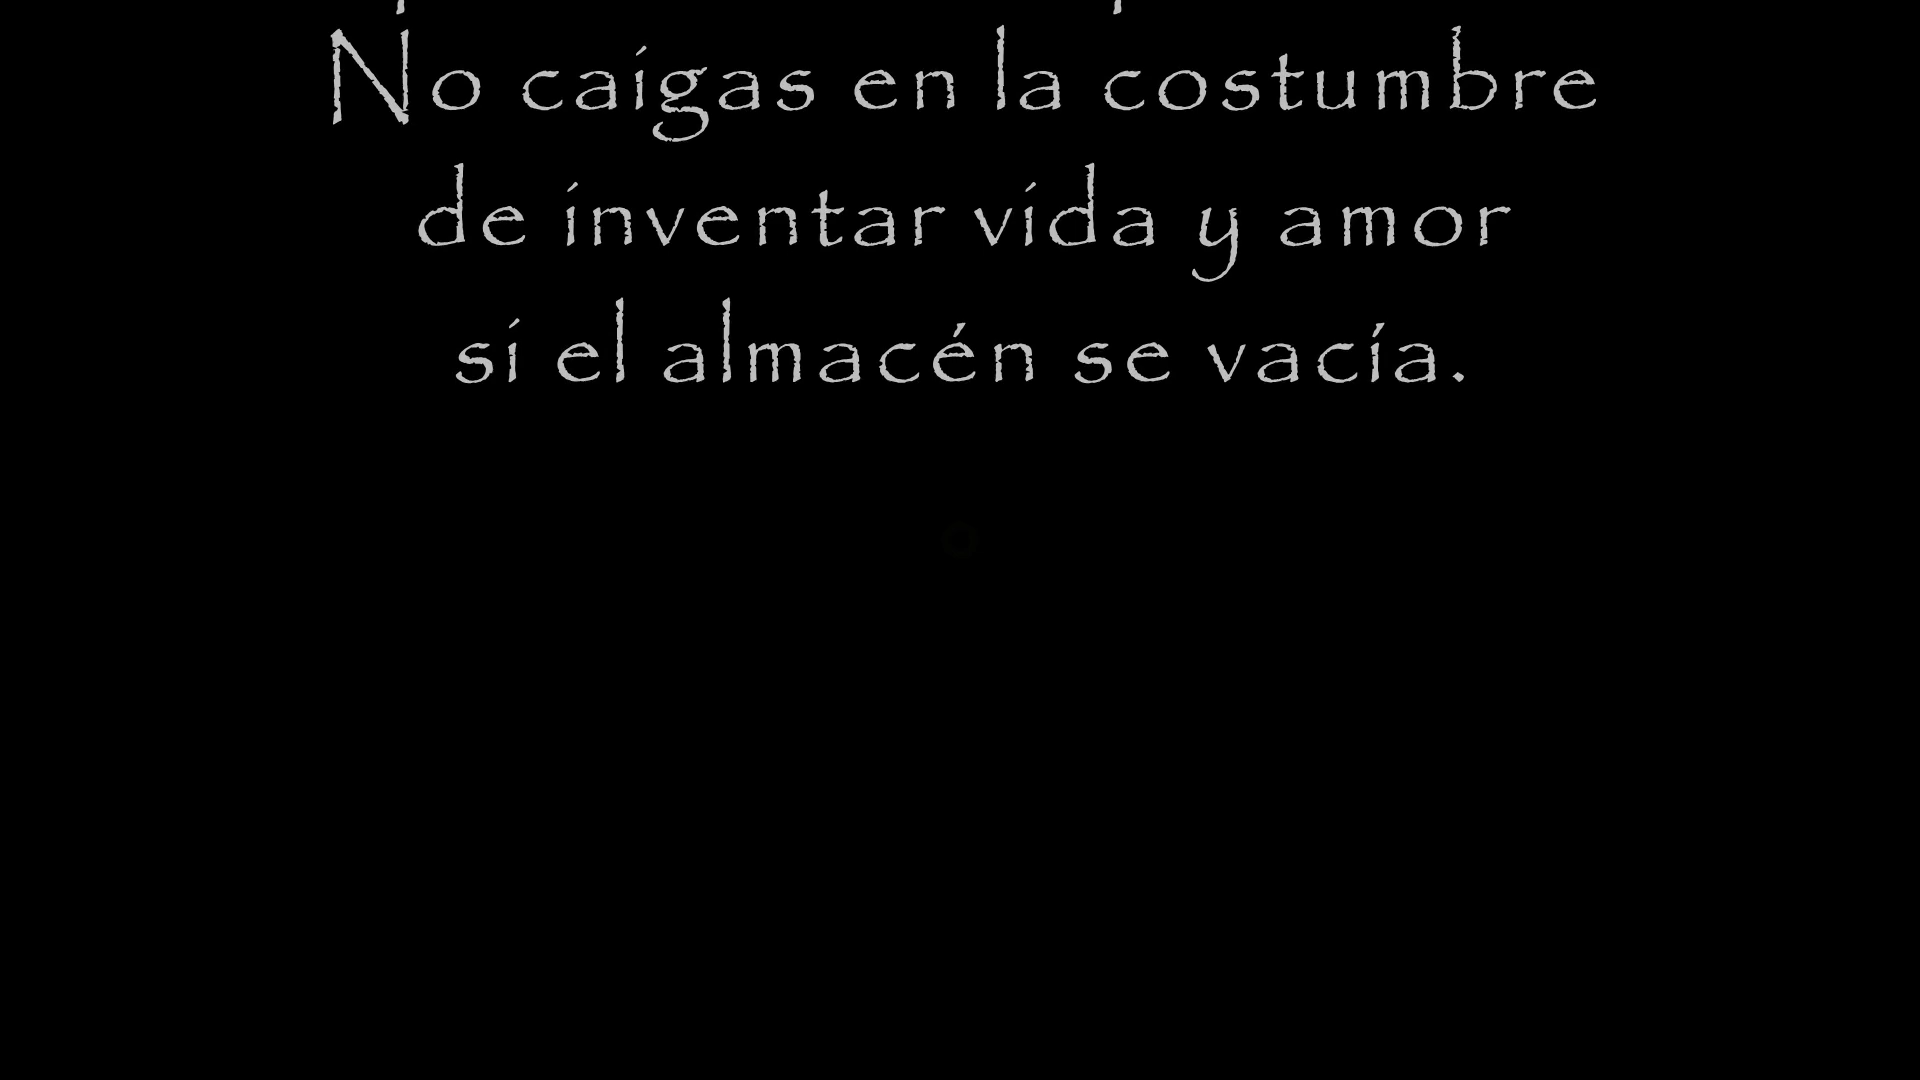 No caigas en la costumbre
de inventar vida y amor
si el almacén se vacía.